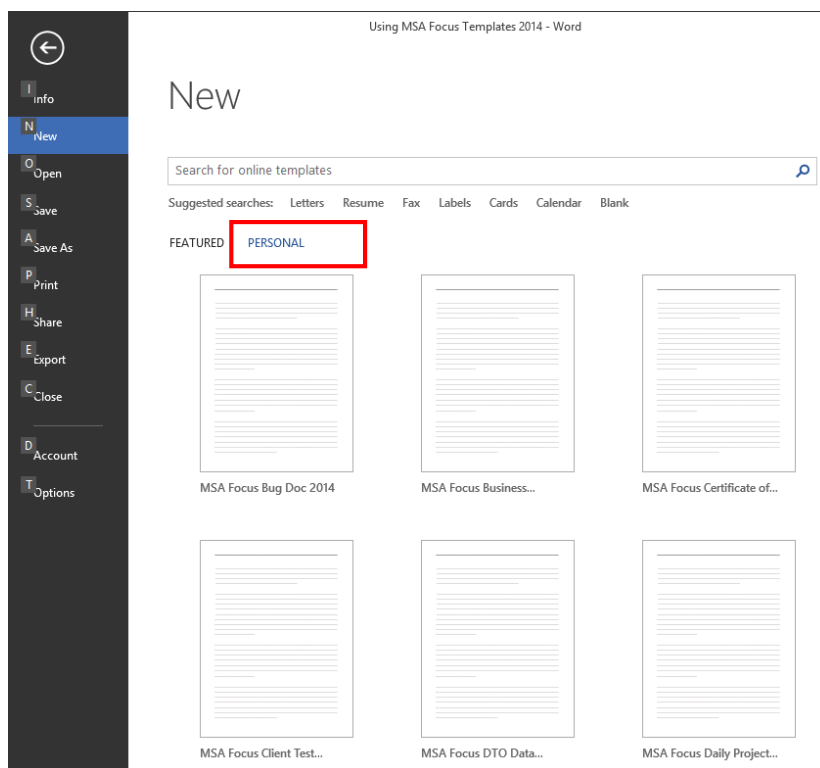 Using MSA Focus Templates 2014 - Word
I
Info
N
New
O
Open
S
Save
A
Save As
P
Print
H
Share
E
Export
C
Close
D
Account
T
Options
New
Search for online templates
Suggested searches: Letters Resume Fax Labels Cards Calendar Blank
FEATURED PERSONAL
MSA Focus Bug Doc 2014 MSA Focus Business... MSA Focus Certificate of...
MSA Focus Client Test... MSA Focus DTO Data... MSA Focus Daily Project...